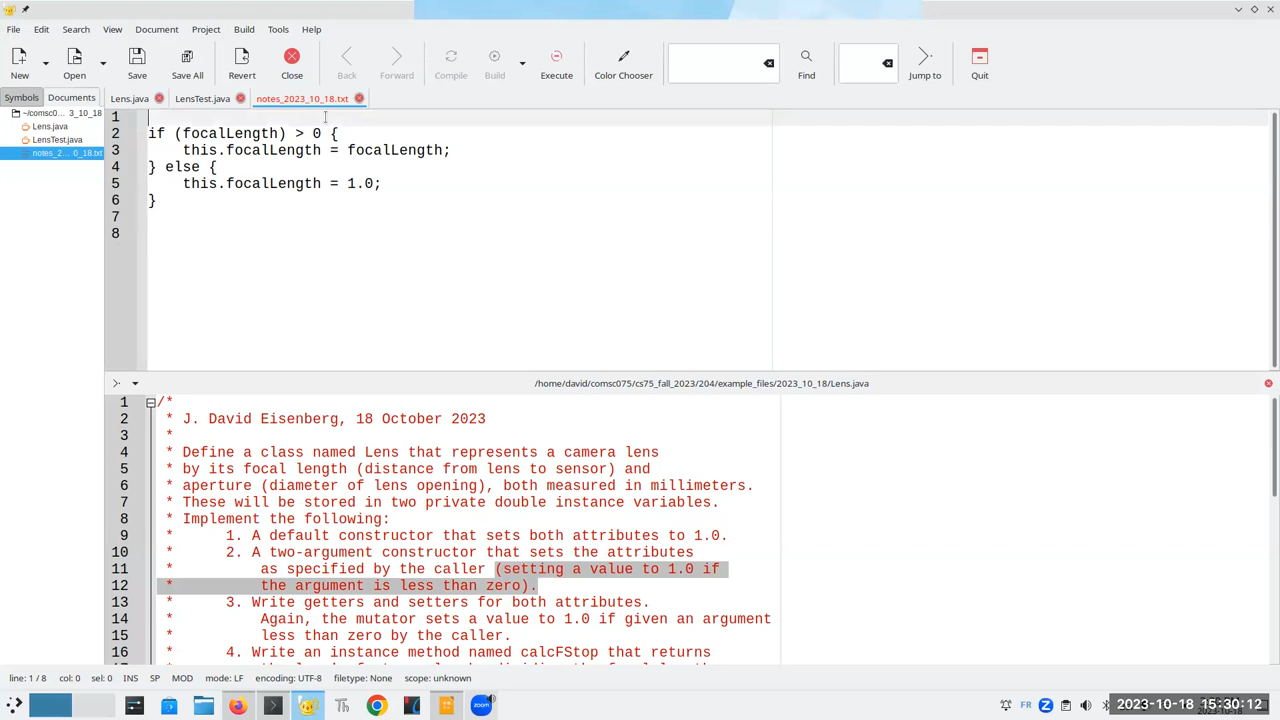 File Edit Search View Document Project Build Tools Help
New Open Save Save All Revert Close Back Forward Compile Build Execute Color Chooser Find Jump to Quit
Symbols Documents Lens.java LensTest.java notes_2023_10_18.txt
~/comsc0... 3_10_18
Lens.java
LensTest.java
notes_2... 0_18.txt
1
2 if (focalLength) > 0 {
3 this.focalLength = focalLength;
4 } else {
5 this.focalLength = 1.0;
6 }
7
8
/home/david/comsc075/cs75_fall_2023/204/example_files/2023_10_18/Lens.java
1 /*
2 * J. David Eisenberg, 18 October 2023
3 *
4 * Define a class named Lens that represents a camera lens
5 * by its focal length (distance from lens to sensor) and
6 * aperture (diameter of lens opening), both measured in millimeters.
7 * These will be stored in two private double instance variables.
8 * Implement the following:
9 * 1. A default constructor that sets both attributes to 1.0.
10 * 2. A two-argument constructor that sets the attributes
11 * as specified by the caller (setting a value to 1.0 if
12 * the argument is less than zero).
13 * 3. Write getters and setters for both attributes.
14 * Again, the mutator sets a value to 1.0 if given an argument
15 * less than zero by the caller.
16 * 4. Write an instance method named calcFStop that returns
line: 1 / 8 col: 0 sel: 0 INS SP MOD mode: LF encoding: UTF-8 filetype: None scope: unknown
Th zoom FR Z 2023-10-18 15:30:12